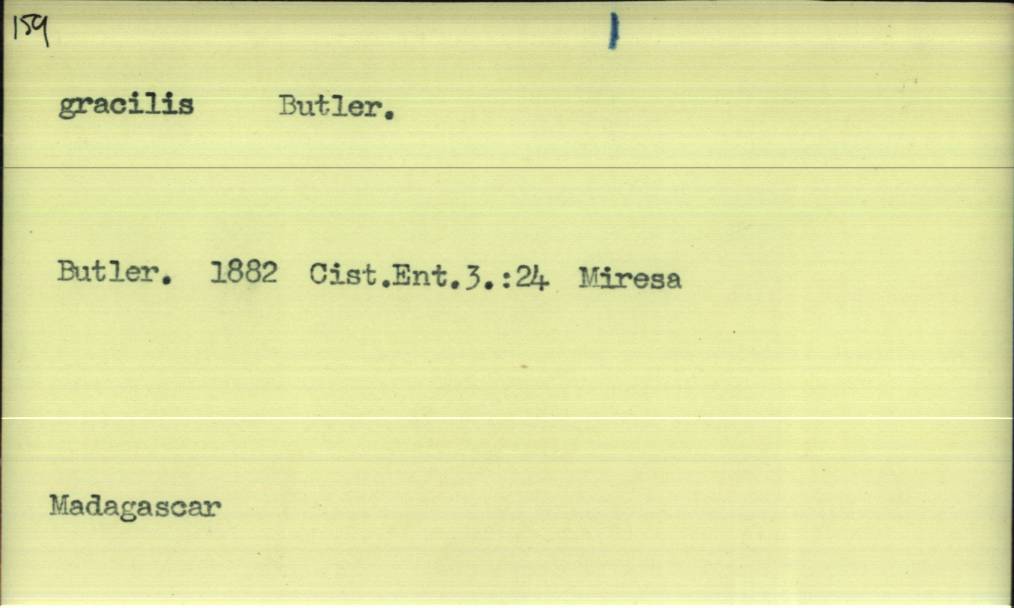 159
gracilis Butler.
Butler. 1882 Cist.Ent.3.:24 Miresa
Madagascar